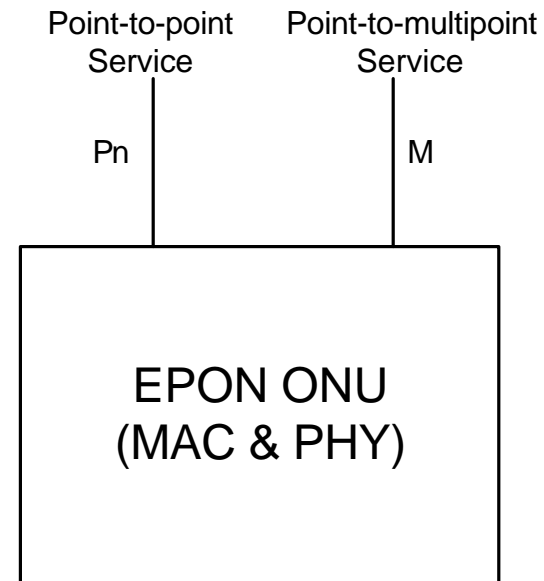 Point-to-point
Service
Point-to-multipoint
Service
Pn
M
EPON ONU
(MAC & PHY)